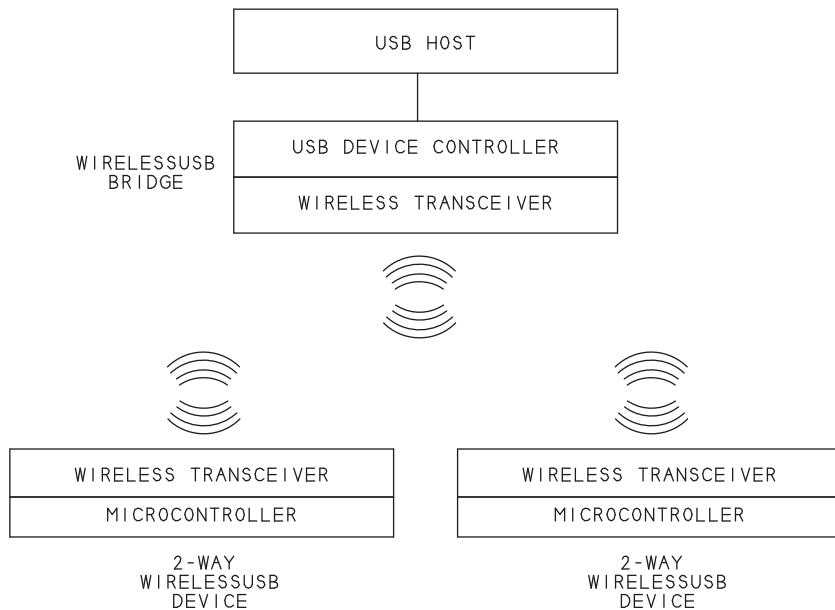 USB HOST
USB DEVICE CONTROLLER
WIRELESSUSB
BRIDGE
WIRELESS TRANSCEIVER
WIRELESS TRANSCEIVER
MICROCONTROLLER
2-WAY
WIRELESSUSB
DEVICE
WIRELESS TRANSCEIVER
MICROCONTROLLER
2-WAY
WIRELESSUSB
DEVICE